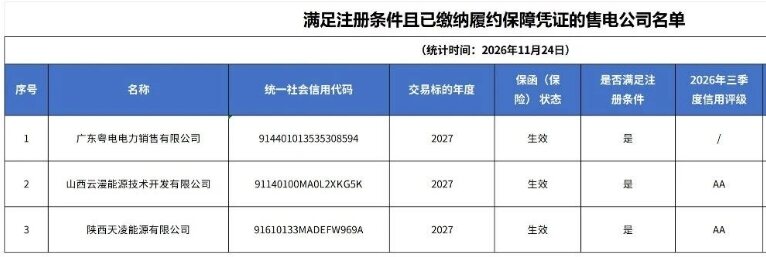 满足注册条件且已缴纳履约保障凭证的售电公司名单
（统计时间：2026年11月24日）
序号 名称 统一社会信用代码 交易标的年度 保函（保险）状态 是否满足注册条件 2026年三季度信用评级
1 广东粤电电力销售有限公司 914401013535308594 2027 生效 是 /
2 山西云漫能源技术开发有限公司 91140100MA0L2XKG5K 2027 生效 是 AA
3 陕西天凌能源有限公司 91610133MADEFW969A 2027 生效 是 AA